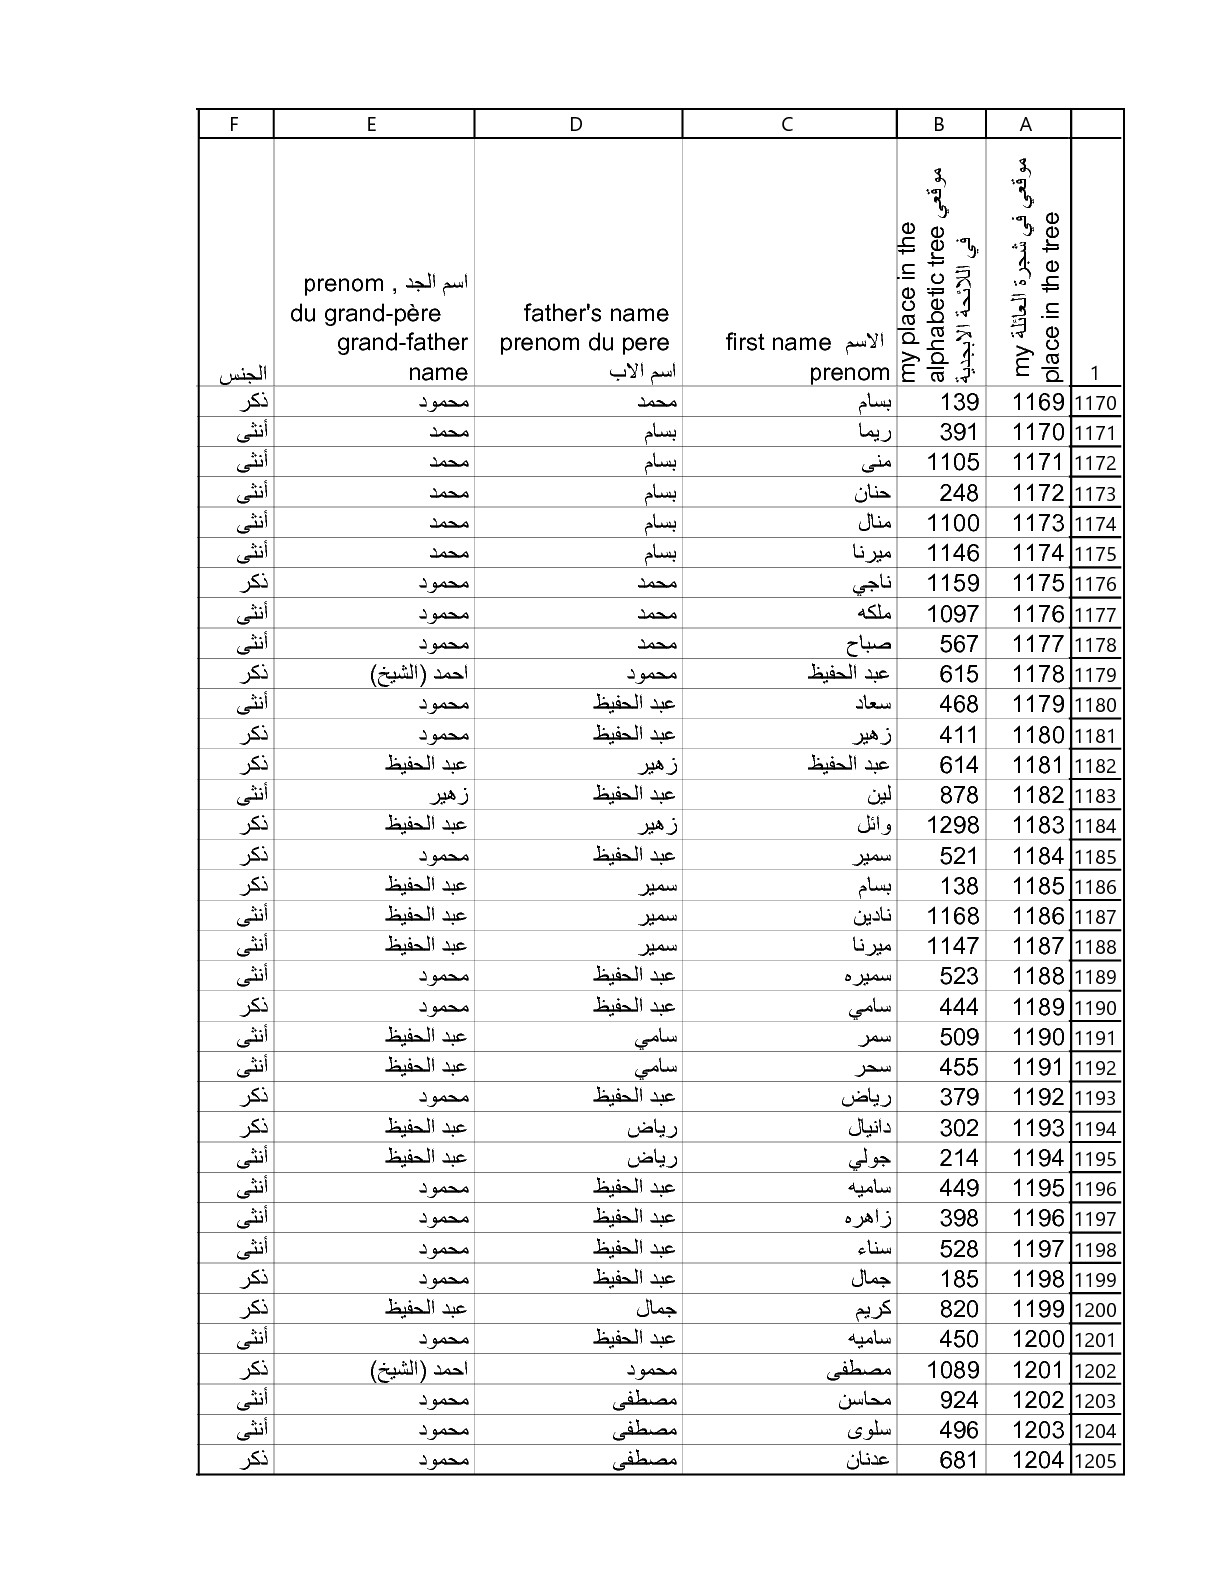 F E D C B A
موقعي في شجرة العائلة my
place in the tree
my place in the
alphabetic tree موقعي
في اللائحة الابجدية
first name الاسم
prenom
father's name
prenom du pere
اسم الاب
prenom , اسم الجد
du grand-père
grand-father
name
الجنس
1
1170 1169 139 بسام محمد محمود ذكر
1171 1170 391 ريما بسام محمد أنثى
1172 1171 1105 منى بسام محمد أنثى
1173 1172 248 حنان بسام محمد أنثى
1174 1173 1100 منال بسام محمد أنثى
1175 1174 1146 ميرنا بسام محمد أنثى
1176 1175 1159 ناجي محمد محمود ذكر
1177 1176 1097 ملكه محمد محمود أنثى
1178 1177 567 صباح محمد محمود أنثى
1179 1178 615 عبد الحفيظ محمود احمد (الشيخ) ذكر
1180 1179 468 سعاد عبد الحفيظ محمود أنثى
1181 1180 411 زهير عبد الحفيظ محمود ذكر
1182 1181 614 عبد الحفيظ زهير عبد الحفيظ ذكر
1183 1182 878 لين عبد الحفيظ زهير أنثى
1184 1183 1298 وائل زهير عبد الحفيظ ذكر
1185 1184 521 سمير عبد الحفيظ محمود ذكر
1186 1185 138 بسام سمير عبد الحفيظ ذكر
1187 1186 1168 نادين سمير عبد الحفيظ أنثى
1188 1187 1147 ميرنا سمير عبد الحفيظ أنثى
1189 1188 523 سميره عبد الحفيظ محمود أنثى
1190 1189 444 سامي عبد الحفيظ محمود ذكر
1191 1190 509 سمر سامي عبد الحفيظ أنثى
1192 1191 455 سحر سامي عبد الحفيظ أنثى
1193 1192 379 رياض عبد الحفيظ محمود ذكر
1194 1193 302 دانيال رياض عبد الحفيظ ذكر
1195 1194 214 جولي رياض عبد الحفيظ أنثى
1196 1195 449 ساميه عبد الحفيظ محمود أنثى
1197 1196 398 زاهره عبد الحفيظ محمود أنثى
1198 1197 528 سناء عبد الحفيظ محمود أنثى
1199 1198 185 جمال عبد الحفيظ محمود ذكر
1200 1199 820 كريم جمال عبد الحفيظ ذكر
1201 1200 450 ساميه عبد الحفيظ محمود أنثى
1202 1201 1089 مصطفى محمود احمد (الشيخ) ذكر
1203 1202 924 محاسن مصطفى محمود أنثى
1204 1203 496 سلوى مصطفى محمود أنثى
1205 1204 681 عدنان مصطفى محمود ذكر